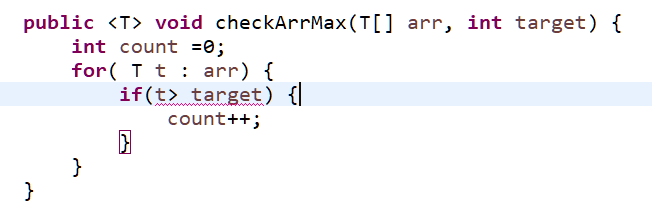 public <T> void checkArrMax(T[] arr, int target) {
    int count =0;
    for( T t : arr) {
        if(t> target) {
            count++;
        }
    }
}